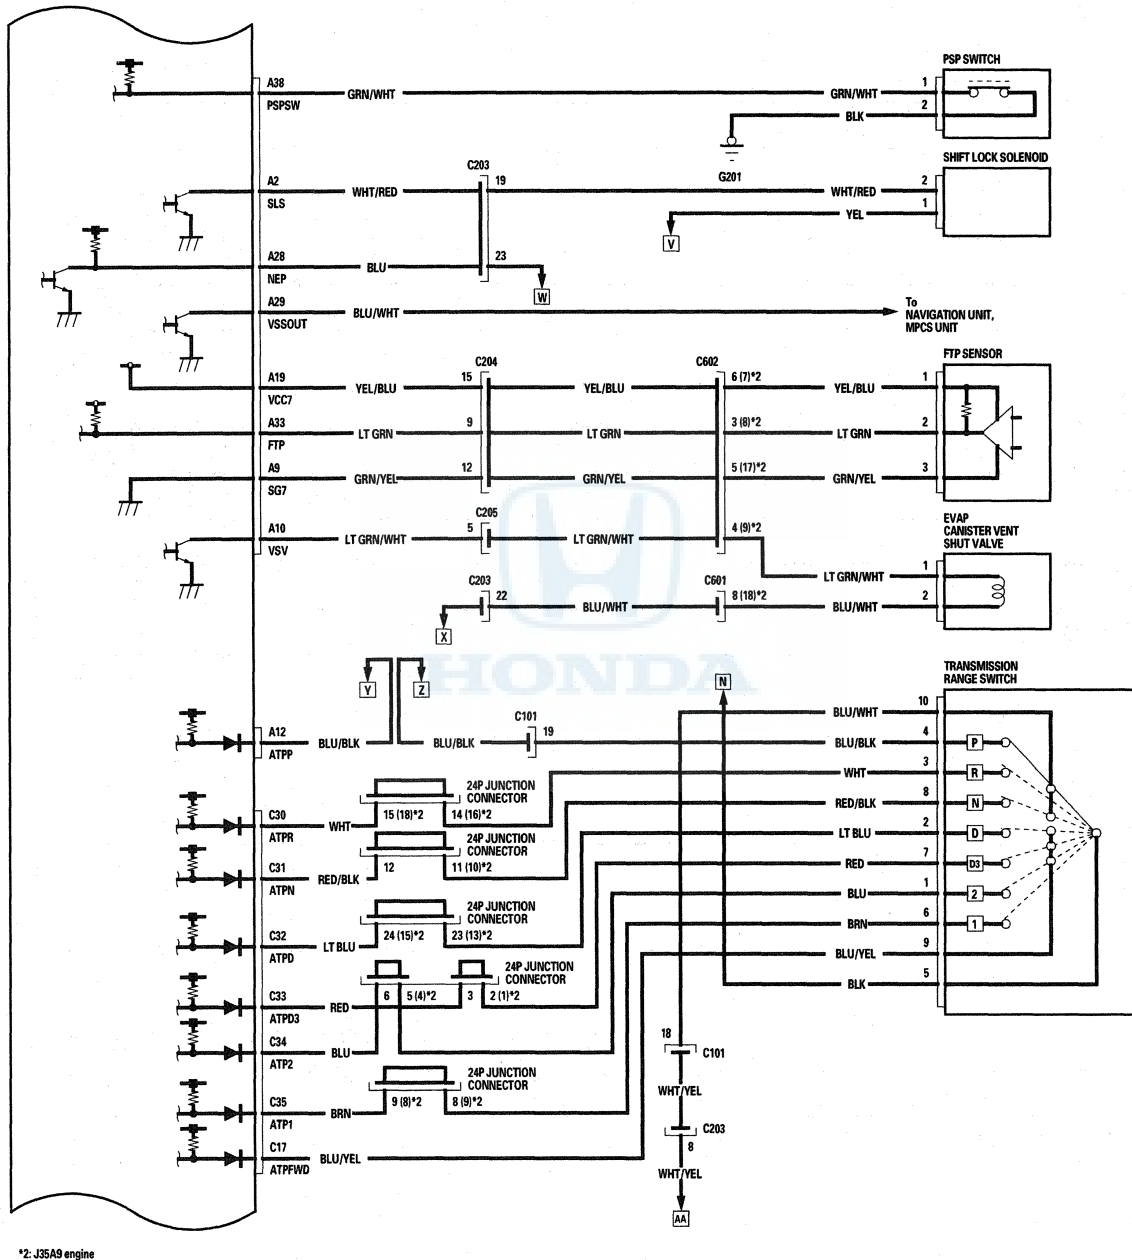 PSP SWITCH
A38
PSPSW
GRN/WHT
GRN/WHT
1
2
BLK
G201
SHIFT LOCK SOLENOID
C203
A2
SLS
WHT/RED
19
WHT/RED
2
YEL
1
V
A28
NEP
BLU
23
W
A29
VSSOUT
BLU/WHT
To
NAVIGATION UNIT,
MPCS UNIT
FTP SENSOR
C204
C602
A19
VCC7
YEL/BLU
15
YEL/BLU
6 (7)*2
YEL/BLU
1
A33
FTP
LT GRN
9
LT GRN
3 (8)*2
LT GRN
2
A9
SG7
GRN/YEL
12
GRN/YEL
5 (17)*2
GRN/YEL
3
C205
EVAP
CANISTER VENT
SHUT VALVE
A10
VSV
LT GRN/WHT
5
LT GRN/WHT
4 (9)*2
LT GRN/WHT
1
C203
C601
22
BLU/WHT
8 (18)*2
BLU/WHT
2
X
HONDA
Y
Z
N
TRANSMISSION
RANGE SWITCH
BLU/WHT
10
A12
ATPP
BLU/BLK
BLU/BLK
C101
19
BLU/BLK
4
P
WHT
3
R
24P JUNCTION
CONNECTOR
C30
ATPR
WHT
15 (18)*2
14 (16)*2
RED/BLK
8
N
24P JUNCTION
CONNECTOR
LT BLU
2
D
C31
ATPN
RED/BLK
12
11 (10)*2
RED
7
D3
BLU
1
2
24P JUNCTION
CONNECTOR
BRN
6
1
C32
ATPD
LT BLU
24 (15)*2
23 (13)*2
BLU/YEL
9
24P JUNCTION
CONNECTOR
BLK
5
C33
ATPD3
RED
6
5 (4)*2
3
2 (1)*2
C34
ATP2
BLU
18
C101
24P JUNCTION
CONNECTOR
WHT/YEL
C35
ATP1
BRN
9 (8)*2
8 (9)*2
C203
8
C17
ATPFWD
BLU/YEL
WHT/YEL
AA
*2: J35A9 engine